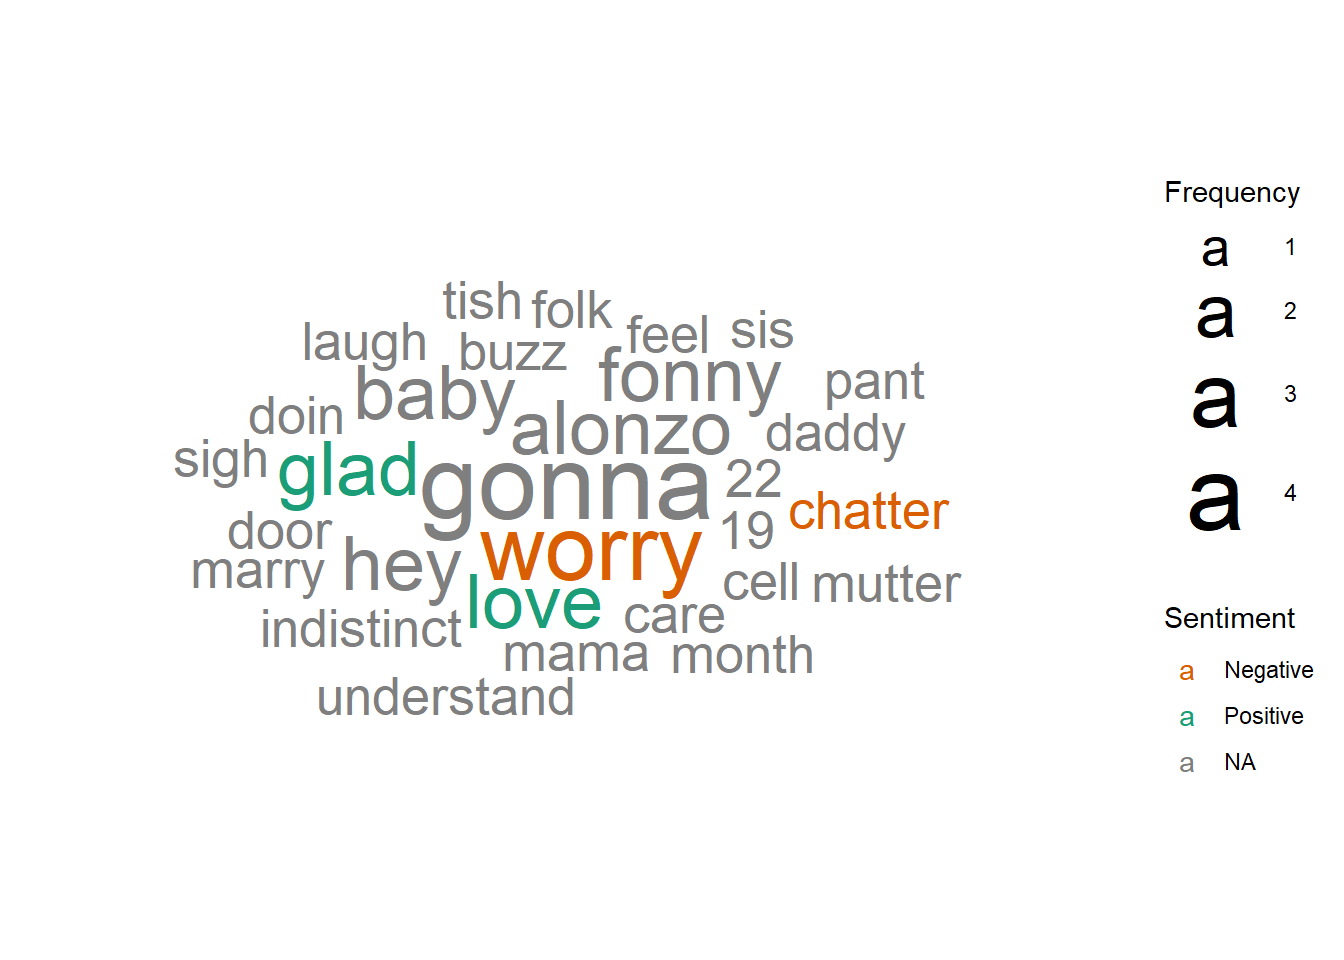 tish folk
laugh buzz feel sis
baby fonny pant
doin alonzo daddy
sigh glad gonna 22 chatter
door worry 19
marry hey cell mutter
indistinct love care
mama month
understand
Frequency
a 1
a 2
a 3
a 4
Sentiment
a Negative
a Positive
a NA